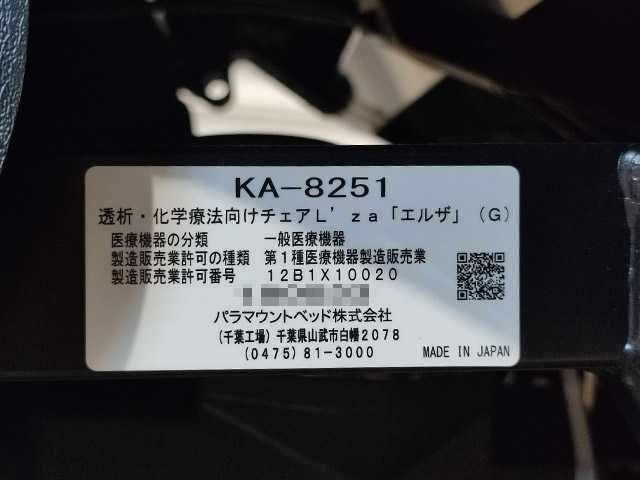 KA-8251
透析・化学療法向けチェアL'za「エルザ」(G)
医療機器の分類 一般医療機器
製造販売業許可の種類 第1種医療機器製造販売業
製造販売業許可番号 12B1X10020
パラマウントベッド株式会社
(千葉工場) 千葉県山武市白幡2078
(0475) 81-3000
MADE IN JAPAN